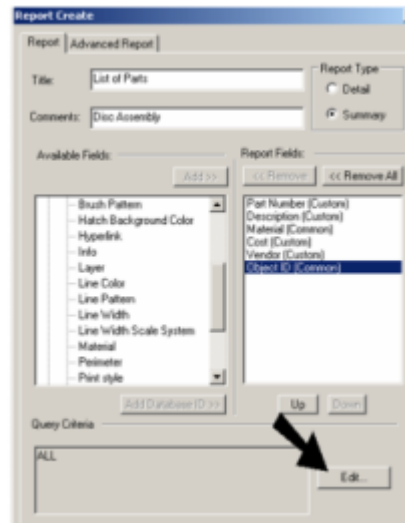 Report Create
Report
Advanced Report
Title:
List of Parts
Report Type
Detail
Summary
Comments:
Disc Assembly
Available Fields:
Add >>
Brush Pattern
Hatch Background Color
Hyperlink
Info
Layer
Line Color
Line Pattern
Line Width
Line Width Scale System
Material
Perimeter
Print style
Add Database ID >>
Report Fields:
<< Remove
<< Remove All
Part Number (Custom)
Description (Custom)
Material (Common)
Cost (Custom)
Vendor (Custom)
Object ID (Common)
Up
Down
Query Criteria
ALL
Edit...